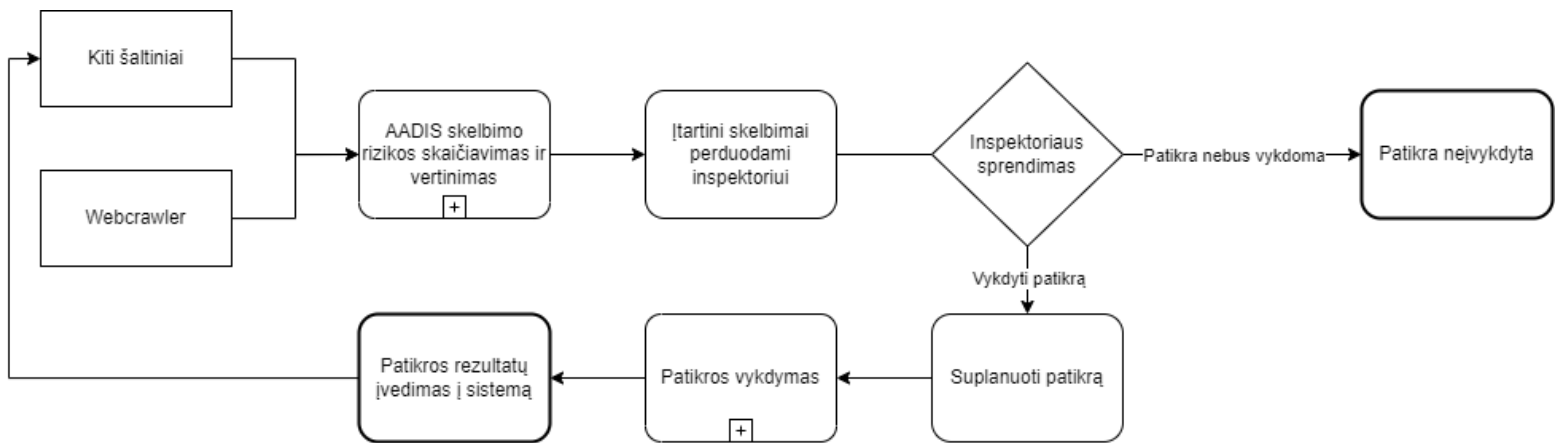 Kiti šaltiniai
Webcrawler
AADIS skelbimo
rizikos skaičiavimas ir
vertinimas
+
Įtartini skelbimai
perduodami
inspektoriui
Inspektoriaus
sprendimas
Patikra nebus vykdoma
Patikra neįvykdyta
Vykdyti patikrą
Suplanuoti patikrą
Patikros vykdymas
+
Patikros rezultatų
įvedimas į sistemą